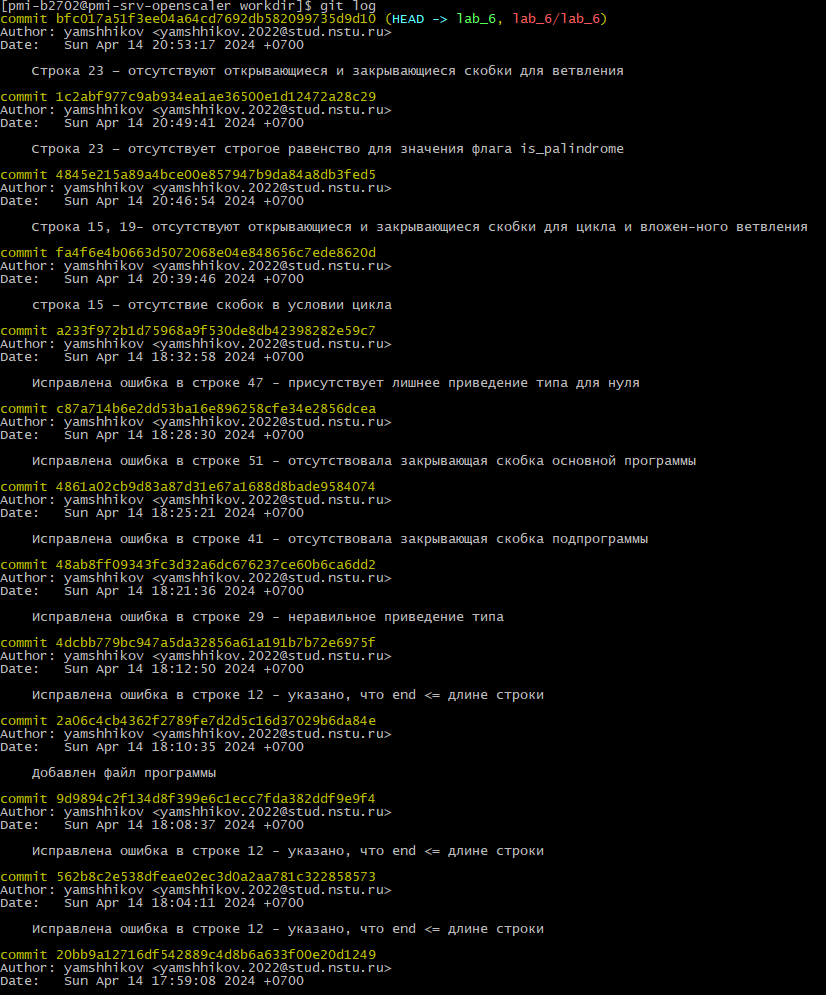 [pmi-b2702@pmi-srv-openscaler workdir]$ git log
commit bfc017a51f3ee04a64cd7692db582099735d9d10 (HEAD -> lab_6, lab_6/lab_6)
Author: yamshhikov <yamshhikov.2022@stud.nstu.ru>
Date:   Sun Apr 14 20:53:17 2024 +0700
Строка 23 – отсутствуют открывающиеся и закрывающиеся скобки для ветвления
commit 1c2abf977c9ab934ea1ae36500e1d12472a28c29
Author: yamshhikov <yamshhikov.2022@stud.nstu.ru>
Date:   Sun Apr 14 20:49:41 2024 +0700
Строка 23 – отсутствует строгое равенство для значения флага is_palindrome
commit 4845e215a89a4bce00e857947b9da84a8db3fed5
Author: yamshhikov <yamshhikov.2022@stud.nstu.ru>
Date:   Sun Apr 14 20:46:54 2024 +0700
Строка 15, 19– отсутствуют открывающиеся и закрывающиеся скобки для цикла и вложен-ного ветвления
commit fa4f6e4b0663d5072068e04e848656c7ede8620d
Author: yamshhikov <yamshhikov.2022@stud.nstu.ru>
Date:   Sun Apr 14 20:39:46 2024 +0700
строка 15 – отсутствие скобок в условии цикла
commit a233f972b1d75968a9f530de8db42398282e59c7
Author: yamshhikov <yamshhikov.2022@stud.nstu.ru>
Date:   Sun Apr 14 18:32:58 2024 +0700
Исправлена ошибка в строке 47 - присутствует лишнее приведение типа для нуля
commit c87a714b6e2dd53ba16e896258cfe34e2856dcea
Author: yamshhikov <yamshhikov.2022@stud.nstu.ru>
Date:   Sun Apr 14 18:28:30 2024 +0700
Исправлена ошибка в строке 51 - отсутствовала закрывающая скобка основной программы
commit 4861a02cb9d83a87d31e67a1688d8bade9584074
Author: yamshhikov <yamshhikov.2022@stud.nstu.ru>
Date:   Sun Apr 14 18:25:21 2024 +0700
Исправлена ошибка в строке 41 - отсутствовала закрывающая скобка подпрограммы
commit 48ab8ff09343fc3d32a6dc676237ce60b6ca6dd2
Author: yamshhikov <yamshhikov.2022@stud.nstu.ru>
Date:   Sun Apr 14 18:21:36 2024 +0700
Исправлена ошибка в строке 29 - неравильное приведение типа
commit 4dcbb779bc947a5da32856a61a191b7b72e6975f
Author: yamshhikov <yamshhikov.2022@stud.nstu.ru>
Date:   Sun Apr 14 18:12:50 2024 +0700
Исправлена ошибка в строке 12 - указано, что end <= длине строки
commit 2a06c4cb4362f2789fe7d2d5c16d37029b6da84e
Author: yamshhikov <yamshhikov.2022@stud.nstu.ru>
Date:   Sun Apr 14 18:10:35 2024 +0700
Добавлен файл программы
commit 9d9894c2f134d8f399e6c1ecc7fda382ddf9e9f4
Author: yamshhikov <yamshhikov.2022@stud.nstu.ru>
Date:   Sun Apr 14 18:08:37 2024 +0700
Исправлена ошибка в строке 12 - указано, что end <= длине строки
commit 562b8c2e538dfeae02ec3d0a2aa781c322858573
Author: yamshhikov <yamshhikov.2022@stud.nstu.ru>
Date:   Sun Apr 14 18:04:11 2024 +0700
Исправлена ошибка в строке 12 - указано, что end <= длине строки
commit 20bb9a12716df542889c4d8b6a633f00e20d1249
Author: yamshhikov <yamshhikov.2022@stud.nstu.ru>
Date:   Sun Apr 14 17:59:08 2024 +0700